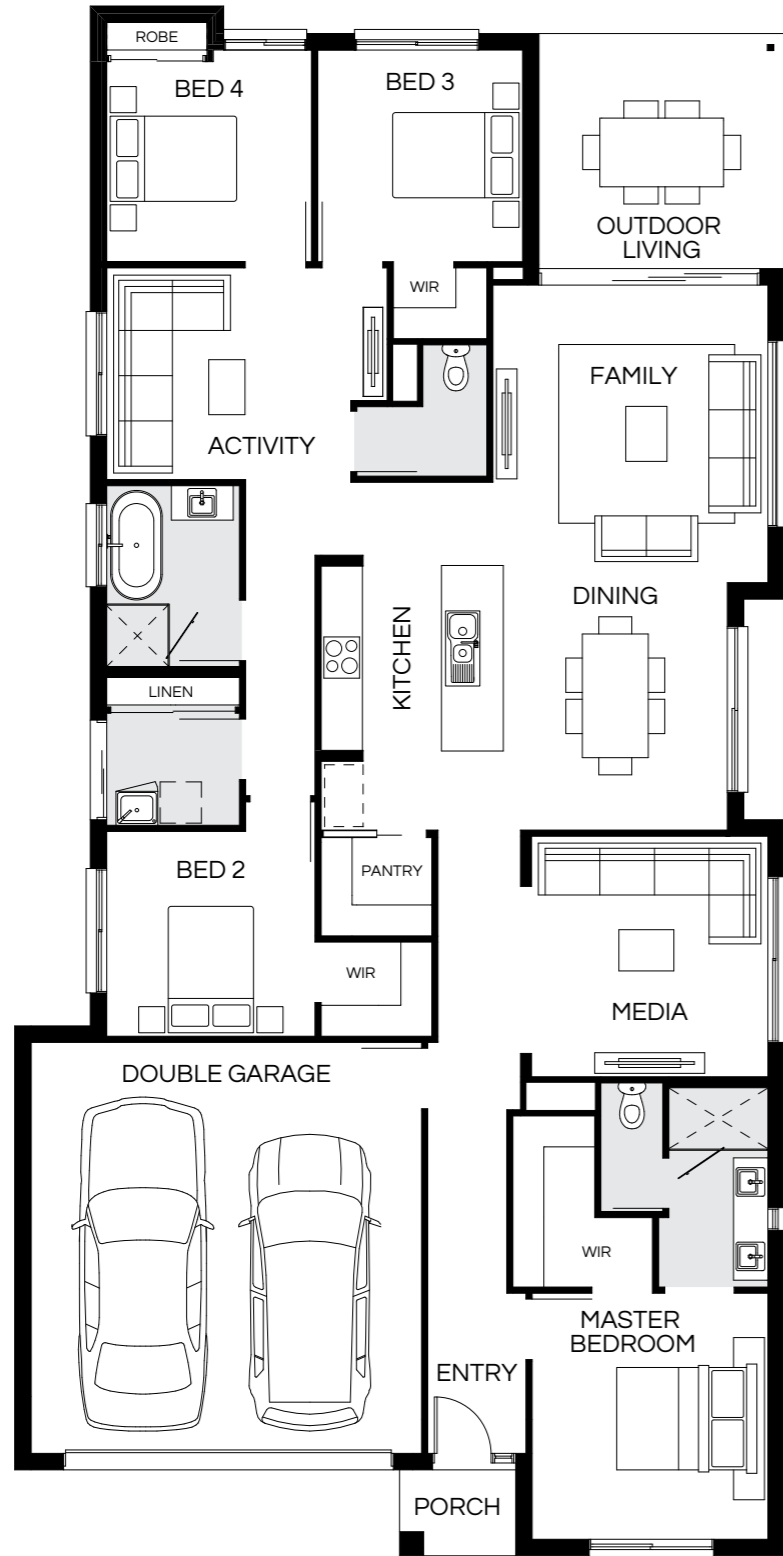 ROBE
BED 4
BED 3
OUTDOOR
LIVING
WIR
FAMILY
ACTIVITY
DINING
KITCHEN
LINEN
BED 2
PANTRY
WIR
MEDIA
DOUBLE GARAGE
WIR
MASTER
BEDROOM
ENTRY
PORCH